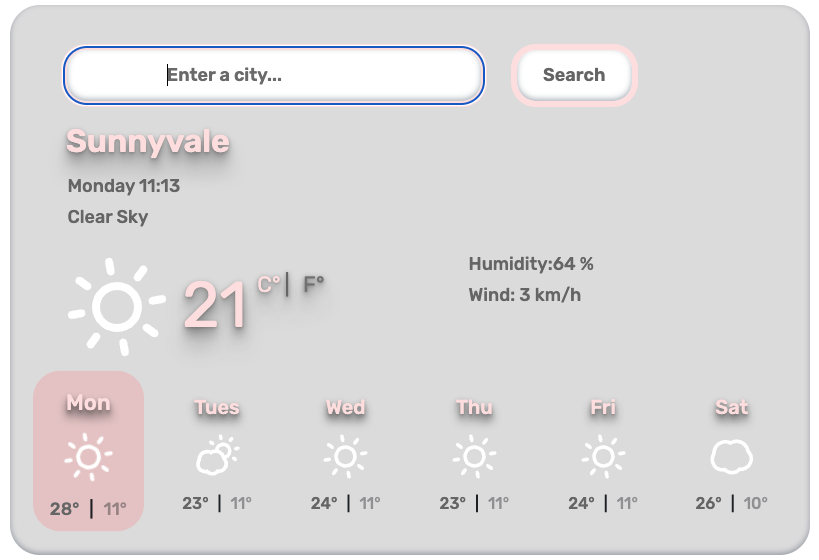 Enter a city...
Search
Sunnyvale
Monday 11:13
Clear Sky
21 C° | F°
Humidity:64 %
Wind: 3 km/h
Mon Tues Wed Thu Fri Sat
28° | 11° 23° | 11° 24° | 11° 23° | 11° 24° | 11° 26° | 10°